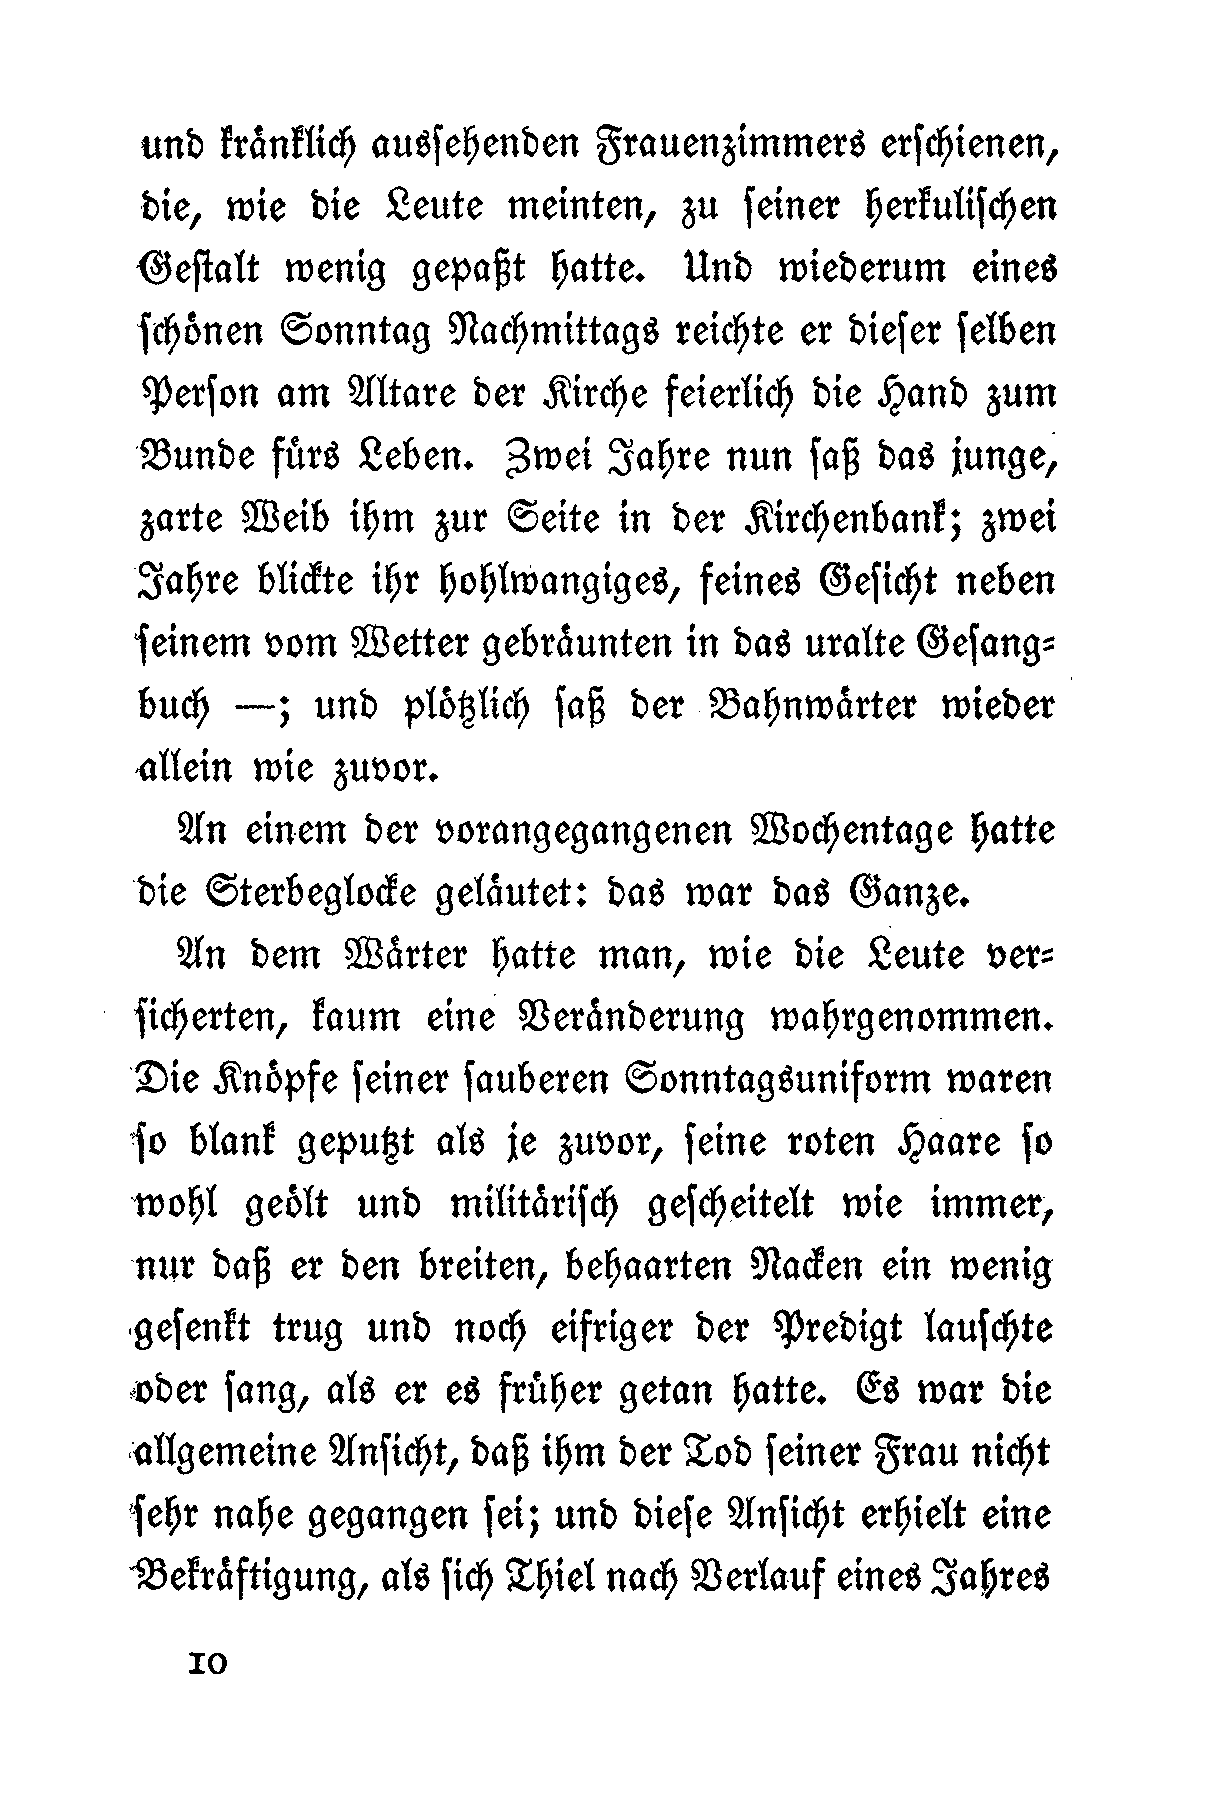 und kränklich aussehenden Frauenzimmers erschienen,
die, wie die Leute meinten, zu seiner herkulischen
Gestalt wenig gepaßt hatte. Und wiederum eines
schönen Sonntag Nachmittags reichte er dieser selben
Person am Altare der Kirche feierlich die Hand zum
Bunde fürs Leben. Zwei Jahre nun saß das junge,
zarte Weib ihm zur Seite in der Kirchenbank; zwei
Jahre blickte ihr hohlwangiges, feines Gesicht neben
seinem vom Wetter gebräunten in das uralte Gesang-
buch —; und plötzlich saß der Bahnwärter wieder
allein wie zuvor.
An einem der vorangegangenen Wochentage hatte
die Sterbeglocke geläutet: das war das Ganze.
An dem Wärter hatte man, wie die Leute ver-
sicherten, kaum eine Veränderung wahrgenommen.
Die Knöpfe seiner sauberen Sonntagsuniform waren
so blank geputzt als je zuvor, seine roten Haare so
wohl geölt und militärisch gescheitelt wie immer,
nur daß er den breiten, behaarten Nacken ein wenig
gesenkt trug und noch eifriger der Predigt lauschte
oder sang, als er es früher getan hatte. Es war die
allgemeine Ansicht, daß ihm der Tod seiner Frau nicht
sehr nahe gegangen sei; und diese Ansicht erhielt eine
Bekräftigung, als sich Thiel nach Verlauf eines Jahres
10